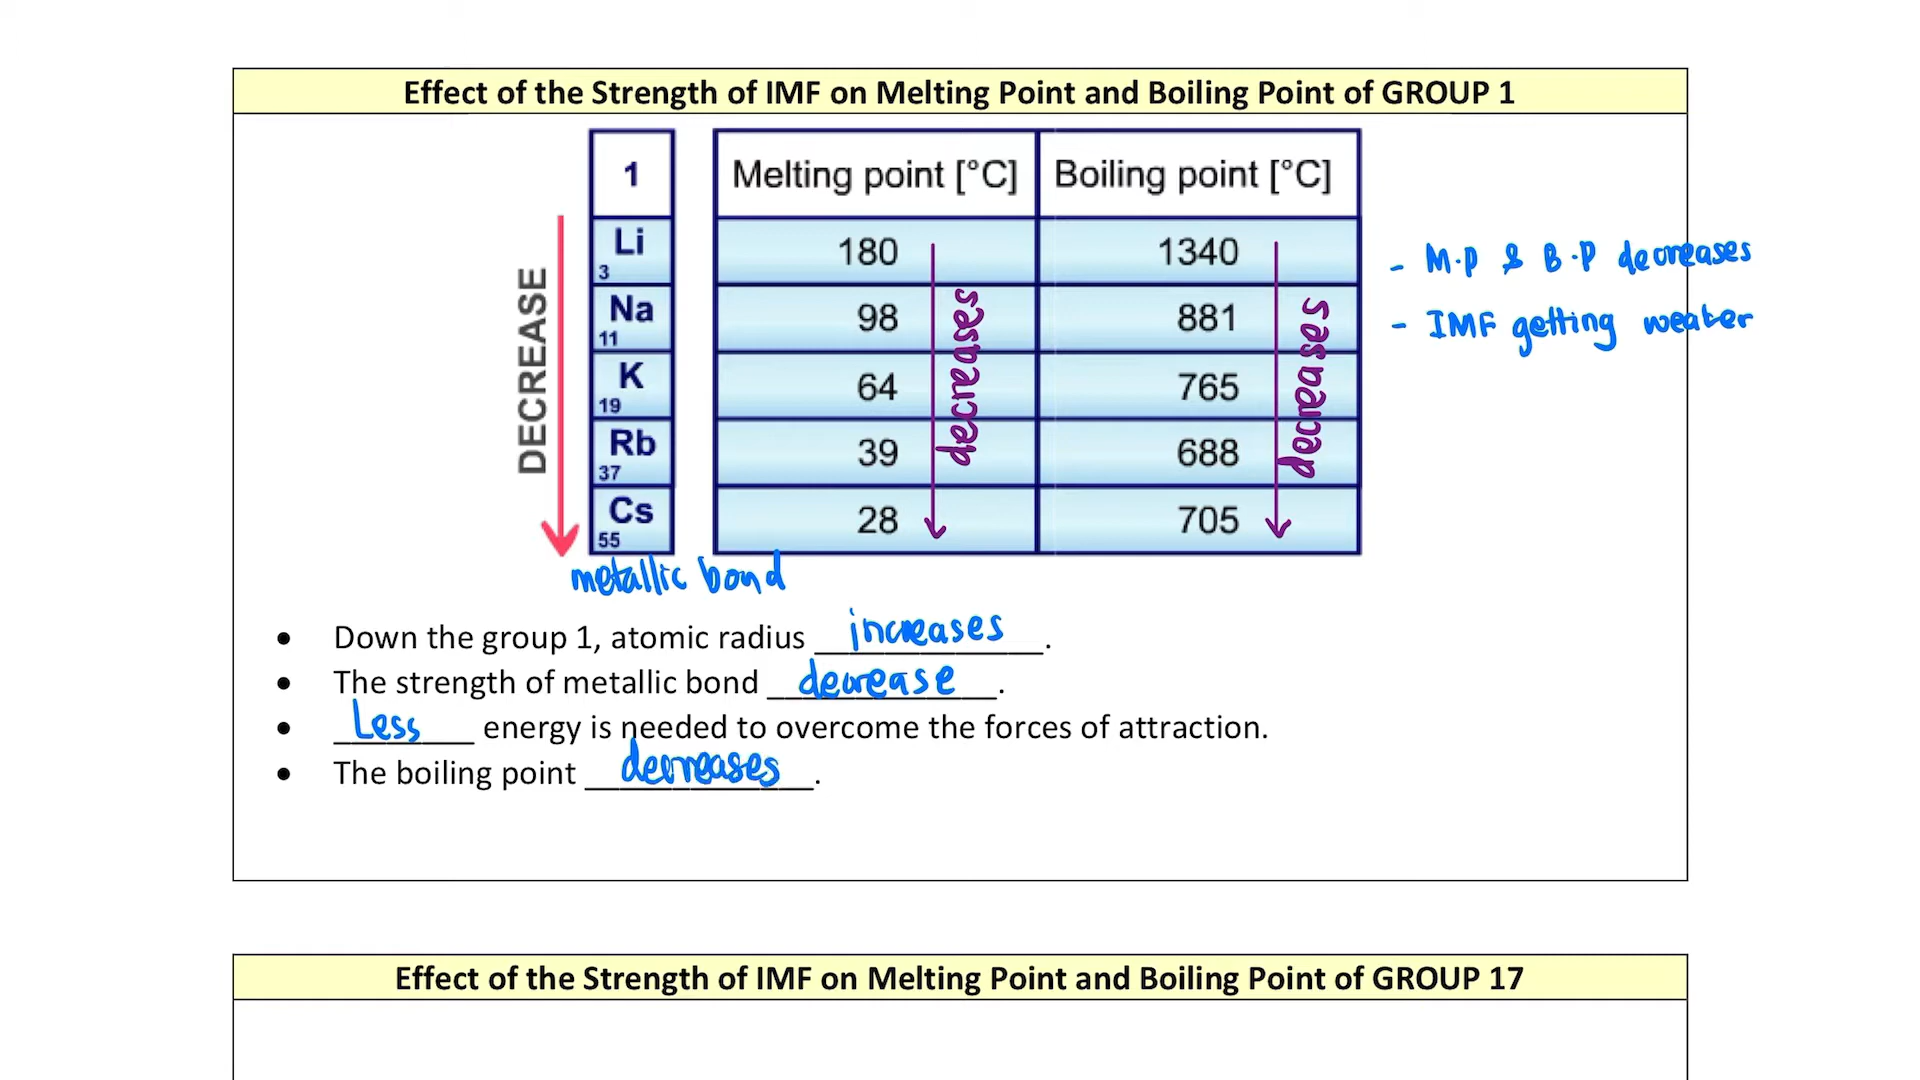 Effect of the Strength of IMF on Melting Point and Boiling Point of GROUP 1
1 Melting point [°C] Boiling point [°C]
DECREASE
Li 3 180 1340
Na 11 98 881
K 19 64 765
Rb 37 39 688
Cs 55 28 705
decreases
decreases
- M.P & B.P decreases
- IMF getting weaker
metallic bond
• Down the group 1, atomic radius increases.
• The strength of metallic bond decrease.
• Less energy is needed to overcome the forces of attraction.
• The boiling point decreases.
Effect of the Strength of IMF on Melting Point and Boiling Point of GROUP 17